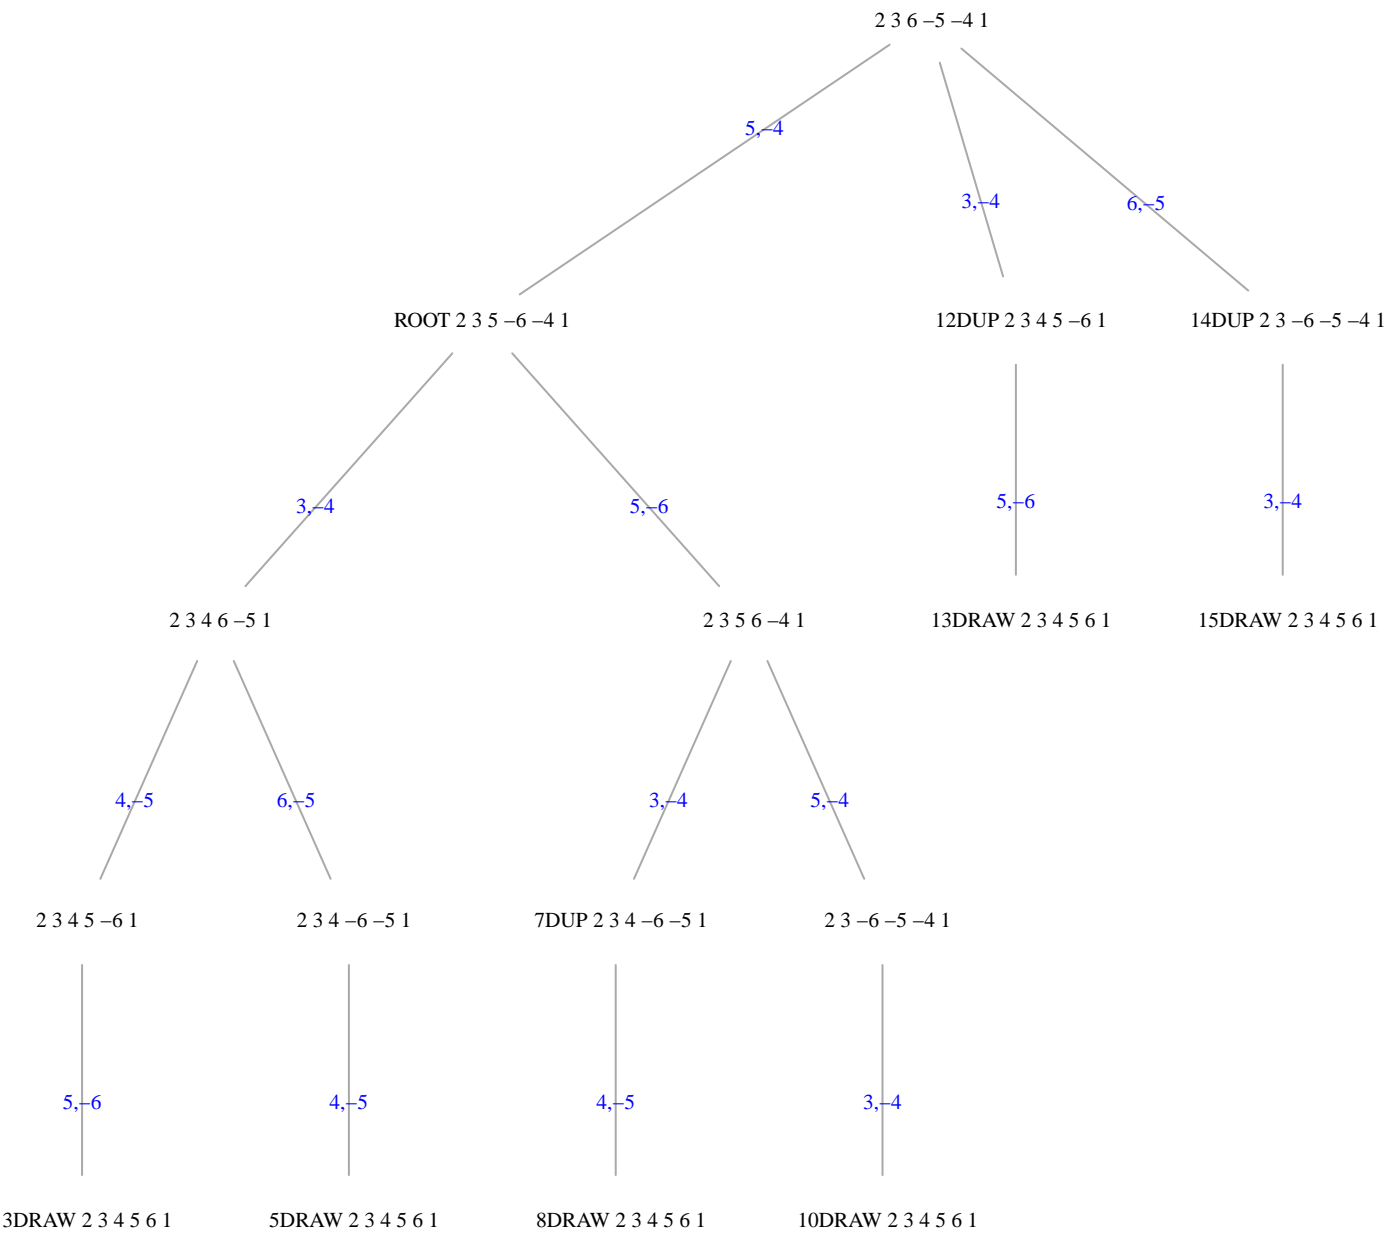 2 3 6 –5 –4 1
5,–4
3,–4
6,–5
ROOT 2 3 5 –6 –4 1
12DUP 2 3 4 5 –6 1
14DUP 2 3 –6 –5 –4 1
3,–4
5,–6
5,–6
3,–4
2 3 4 6 –5 1
2 3 5 6 –4 1
13DRAW 2 3 4 5 6 1
15DRAW 2 3 4 5 6 1
4,–5
6,–5
3,–4
5,–4
2 3 4 5 –6 1
2 3 4 –6 –5 1
7DUP 2 3 4 –6 –5 1
2 3 –6 –5 –4 1
5,–6
4,–5
4,–5
3,–4
3DRAW 2 3 4 5 6 1
5DRAW 2 3 4 5 6 1
8DRAW 2 3 4 5 6 1
10DRAW 2 3 4 5 6 1